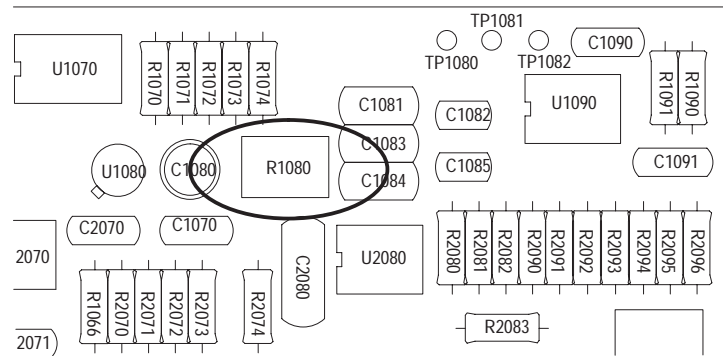 TP1081
C1090
TP1080
TP1082
U1070
R1070
R1071
R1072
R1073
R1074
C1081
C1082
U1090
R1091
R1090
C1083
U1080
C1080
R1080
C1084
C1085
C1091
C2070
C1070
2070
C2080
U2080
R2080
R2081
R2082
R2090
R2091
R2092
R2093
R2094
R2095
R2096
R1066
R2070
R2071
R2072
R2073
R2074
R2083
2071